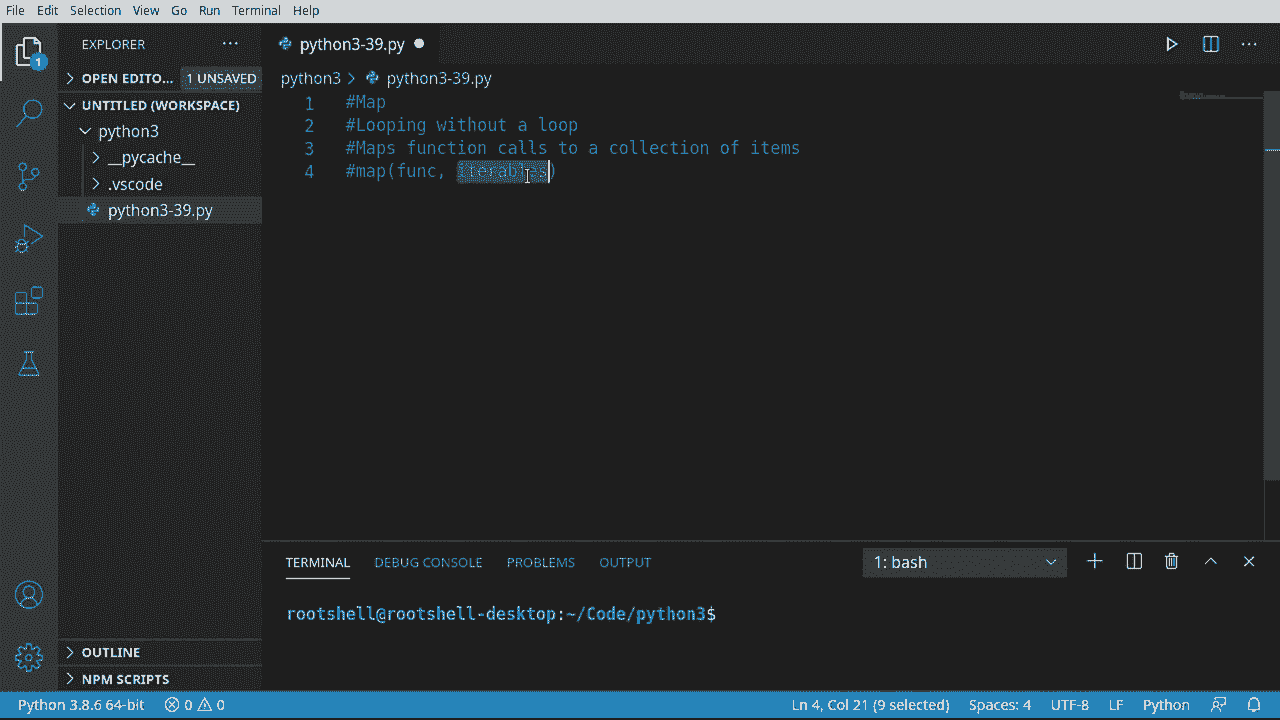 File Edit Selection View Go Run Terminal Help
EXPLORER
python3-39.py
OPEN EDITO... 1 UNSAVED
python3 > python3-39.py
UNTITLED (WORKSPACE)
python3
__pycache__
.vscode
python3-39.py
1 #Map
2 #Looping without a loop
3 #Maps function calls to a collection of items
4 #map(func, iterables)
TERMINAL DEBUG CONSOLE PROBLEMS OUTPUT 1: bash
rootshell@rootshell-desktop:~/Code/python3$
OUTLINE
NPM SCRIPTS
1
Python 3.8.6 64-bit 0 0 Ln 4, Col 21 (9 selected) Spaces: 4 UTF-8 LF Python